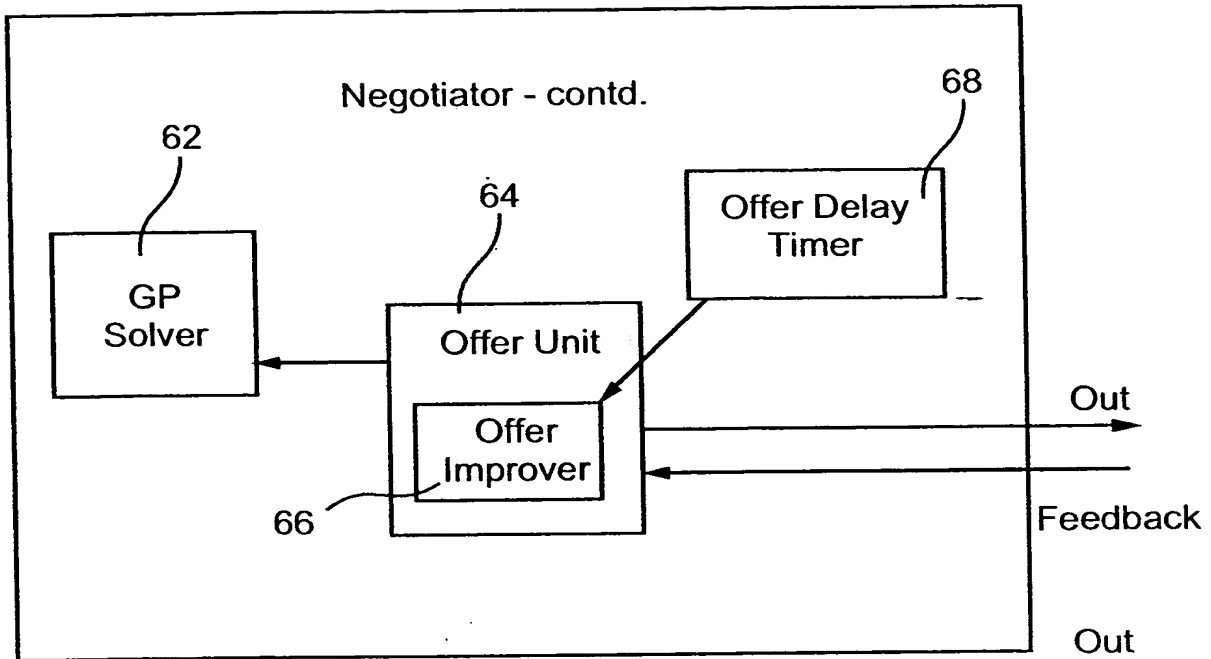 Negotiator - contd.
68
62
64
Offer Delay
Timer
GP
Solver
Offer Unit
Offer
Improver
66
Out
Feedback
Out